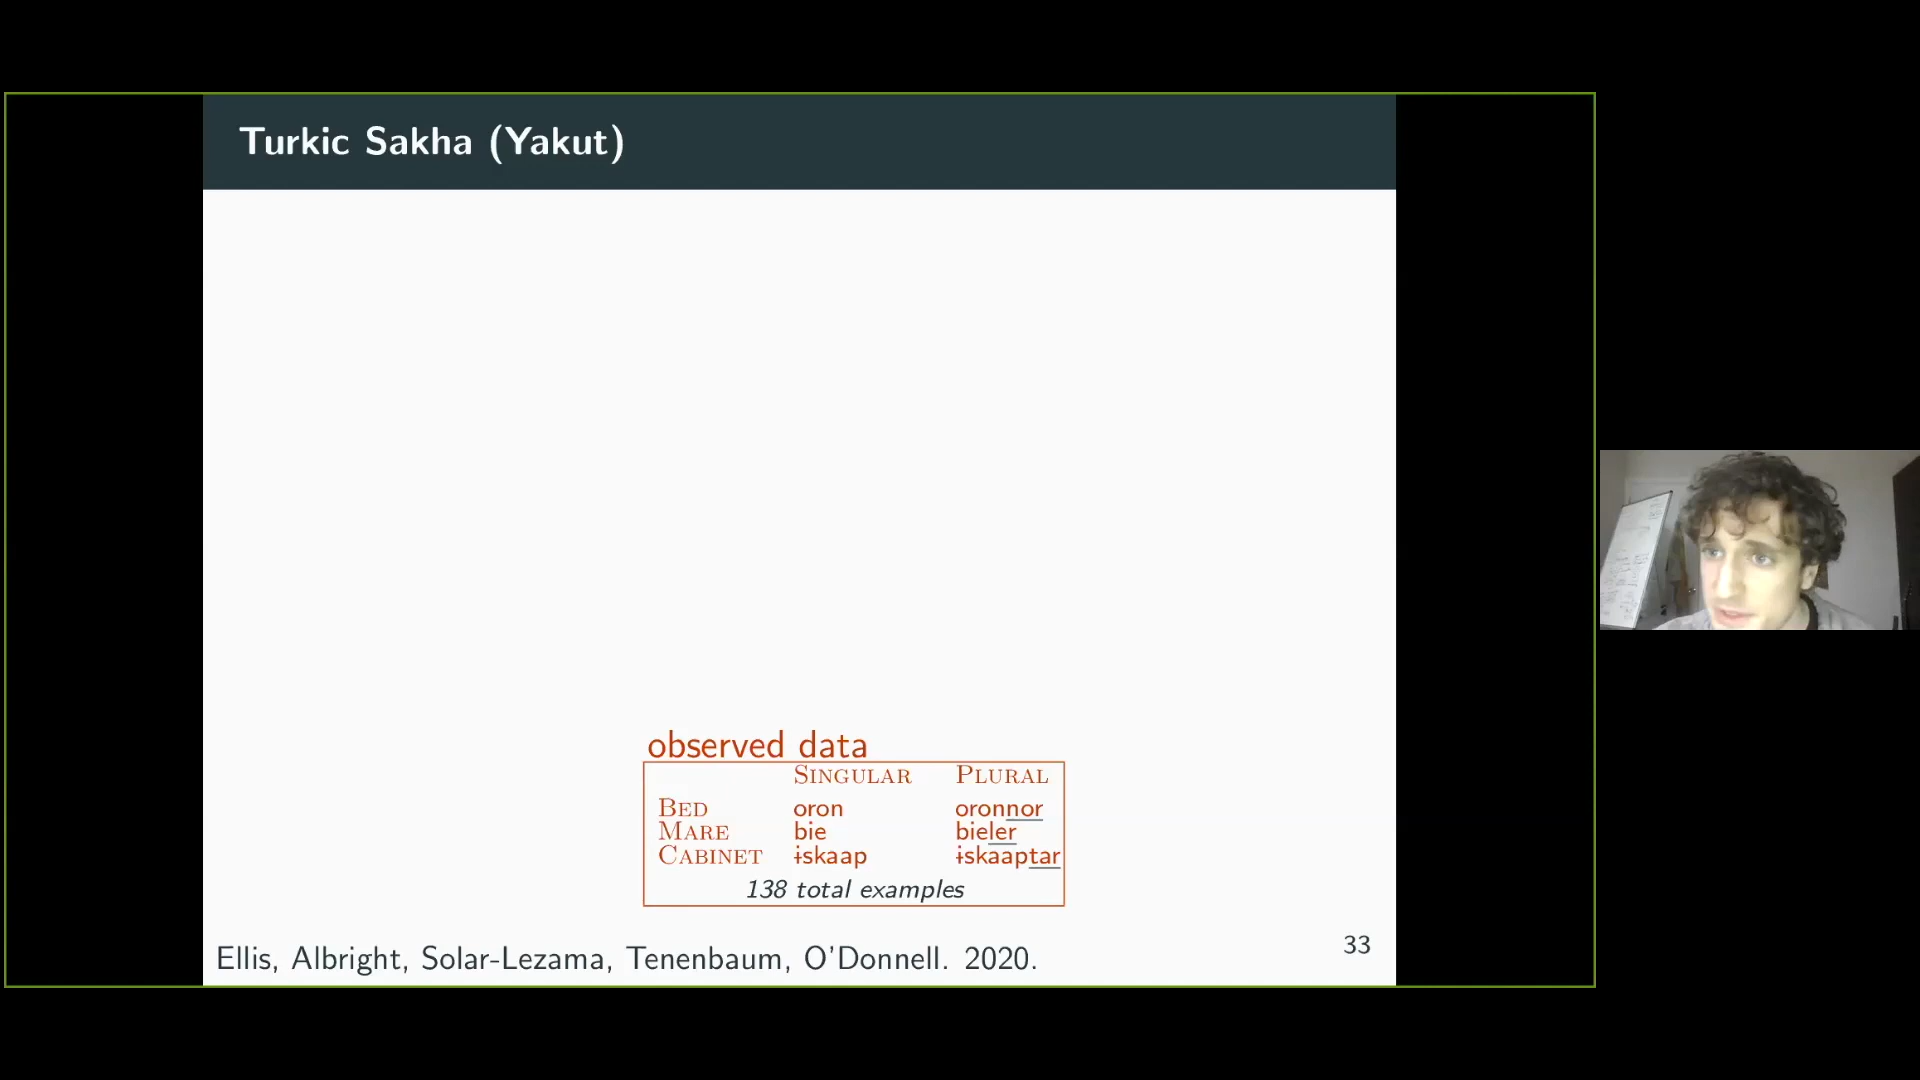 Turkic Sakha (Yakut)
observed data
SINGULAR PLURAL
BED oron oronnor
MARE bie bieler
CABINET ɨskaap ɨskaaptar
138 total examples
33
Ellis, Albright, Solar-Lezama, Tenenbaum, O'Donnell. 2020.